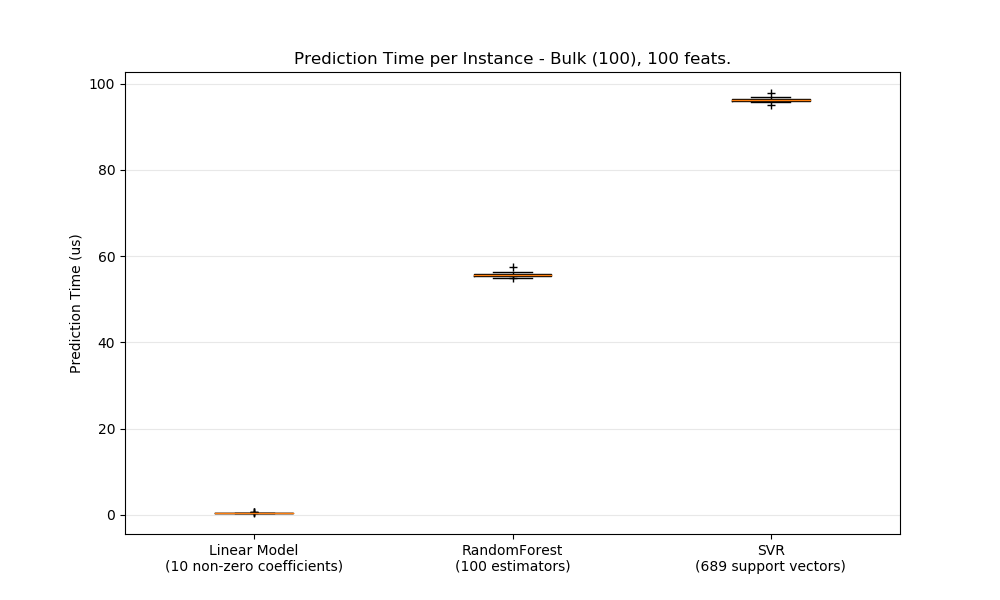 Prediction Time per Instance - Bulk (100), 100 feats.
Prediction Time (us)
100
80
60
40
20
0
Linear Model
(10 non-zero coefficients)
RandomForest
(100 estimators)
SVR
(689 support vectors)